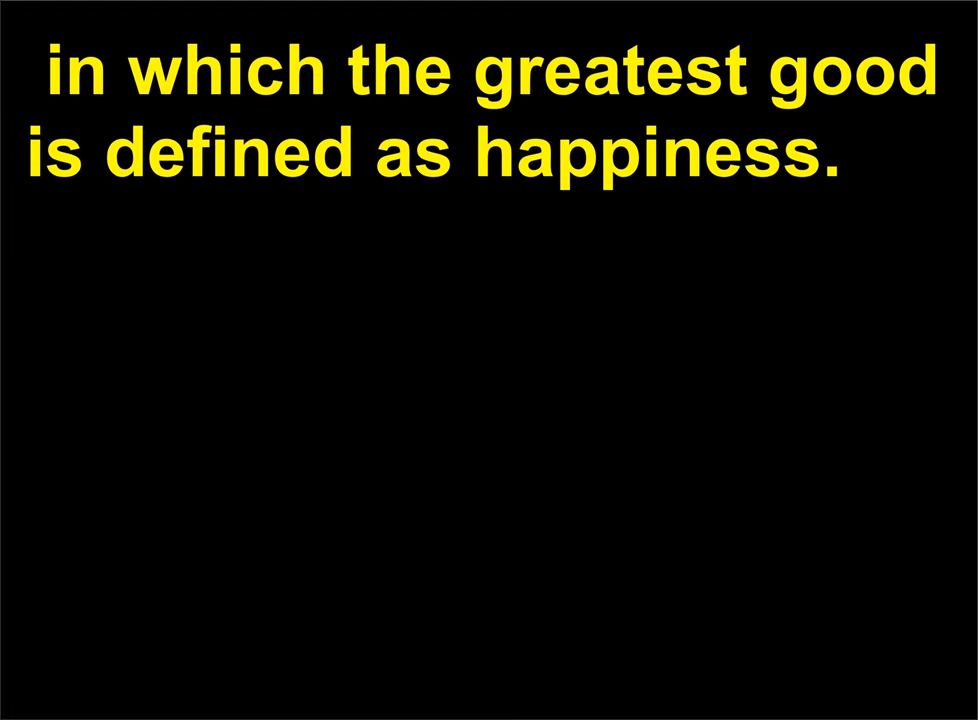 in which the greatest good
is defined as happiness.